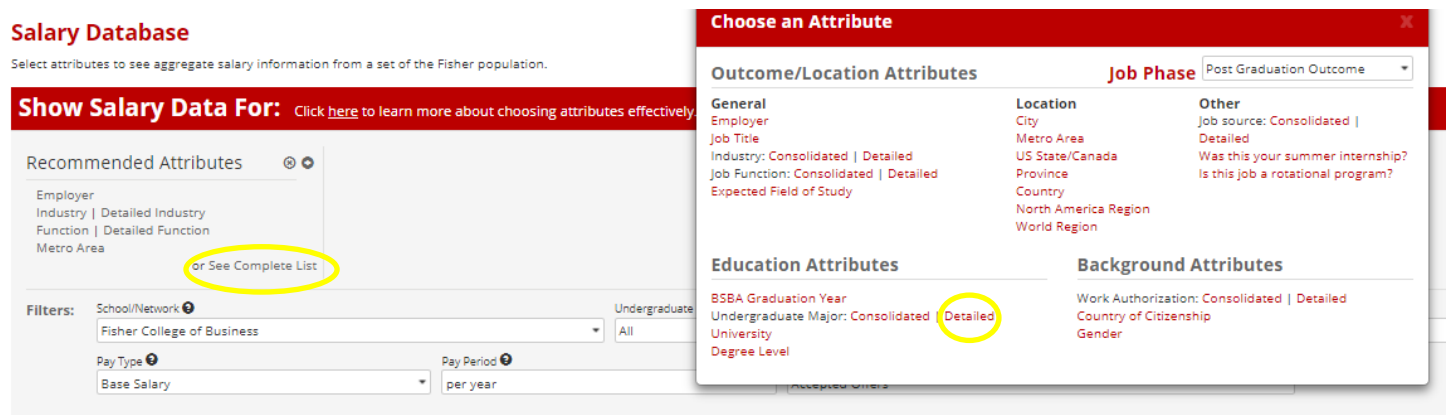 Salary Database
Select attributes to see aggregate salary information from a set of the Fisher population.
Show Salary Data For: Click here to learn more about choosing attributes effectively.
Recommended Attributes
Employer
Industry | Detailed Industry
Function | Detailed Function
Metro Area
or See Complete List
Filters:
School/Network
Fisher College of Business
Undergraduate
All
Pay Type
Base Salary
Pay Period
per year
Accepted Offers
Choose an Attribute X
Outcome/Location Attributes
Job Phase Post Graduation Outcome
General
Employer
Job Title
Industry: Consolidated | Detailed
Job Function: Consolidated | Detailed
Expected Field of Study
Location
City
Metro Area
US State/Canada
Province
Country
North America Region
World Region
Other
Job source: Consolidated |
Detailed
Was this your summer internship?
Is this job a rotational program?
Education Attributes
BSBA Graduation Year
Undergraduate Major: Consolidated | Detailed
University
Degree Level
Background Attributes
Work Authorization: Consolidated | Detailed
Country of Citizenship
Gender